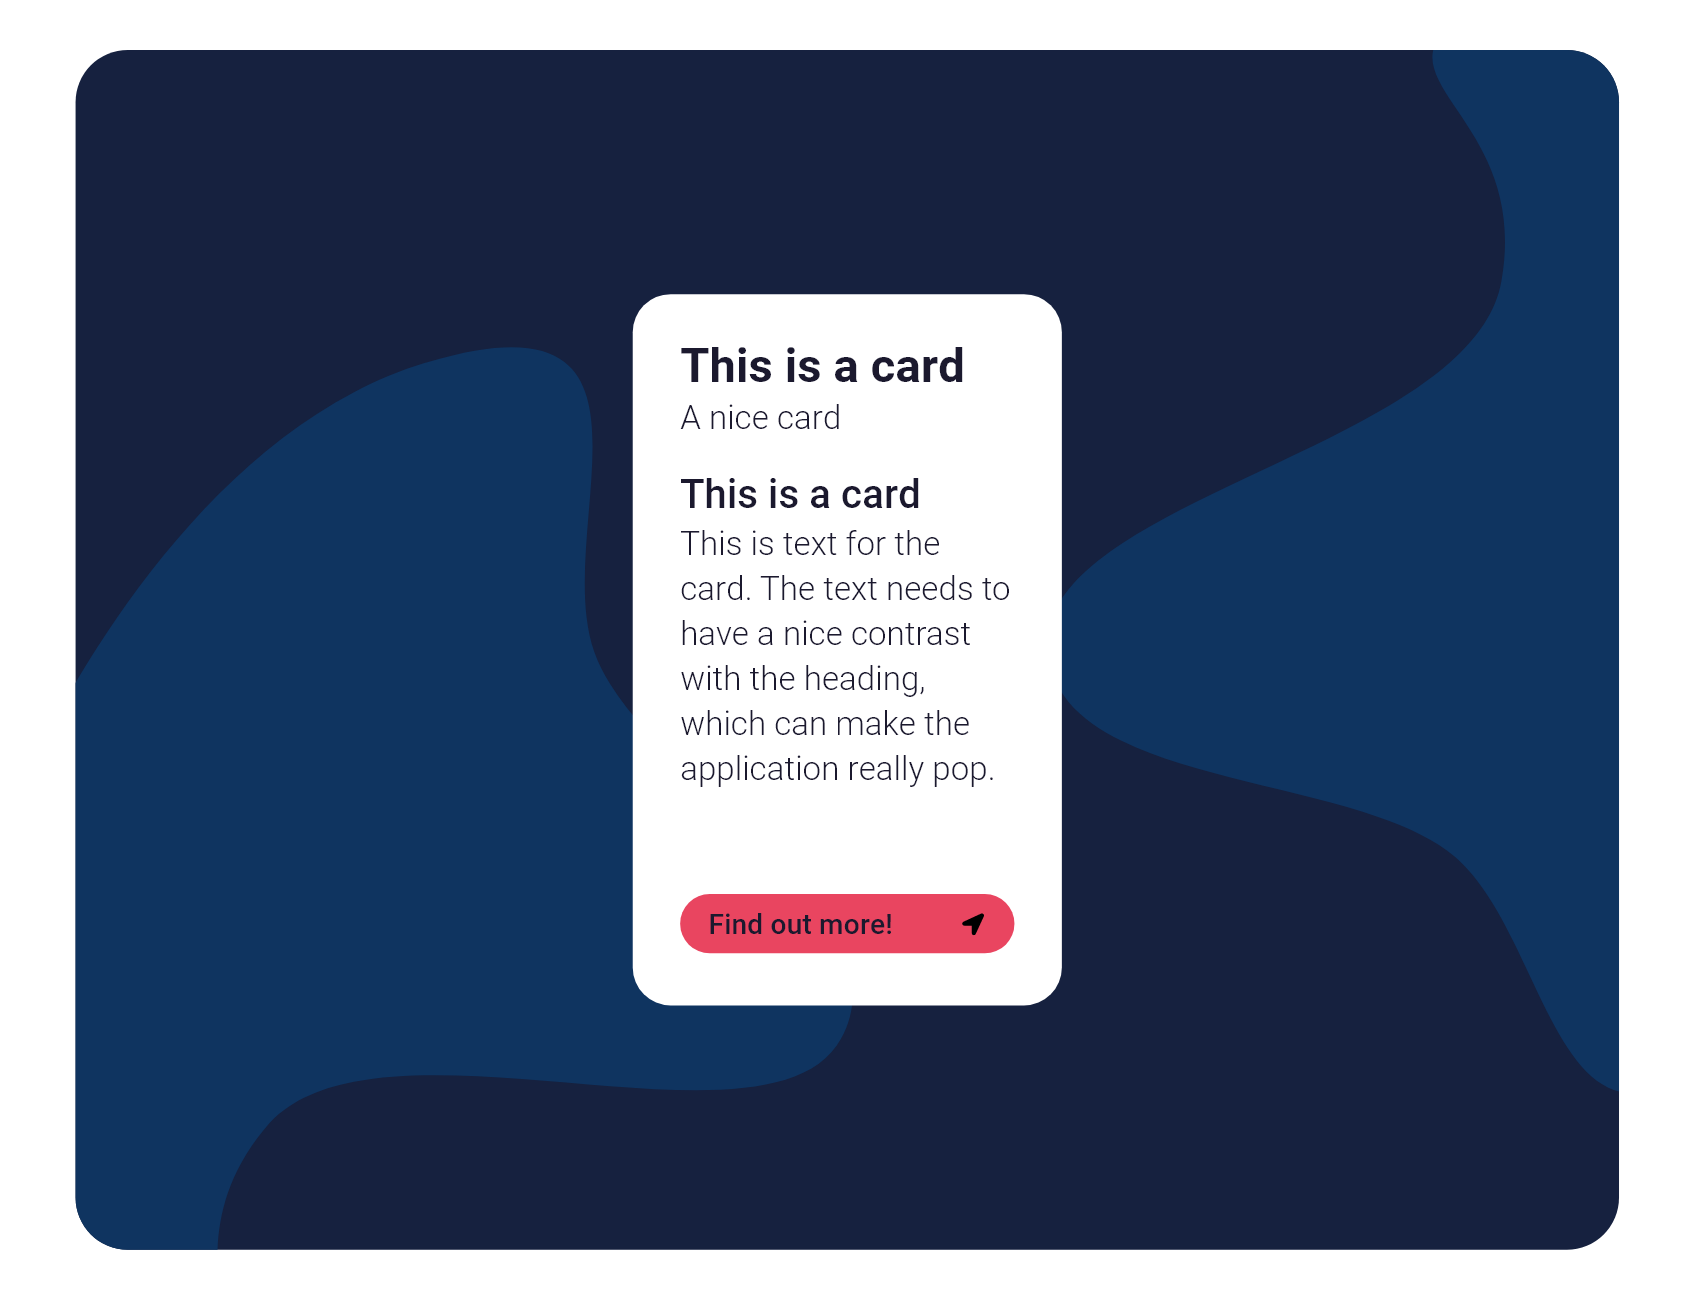 This is a card
A nice card
This is a card
This is text for the
card. The text needs to
have a nice contrast
with the heading,
which can make the
application really pop.
Find out more!